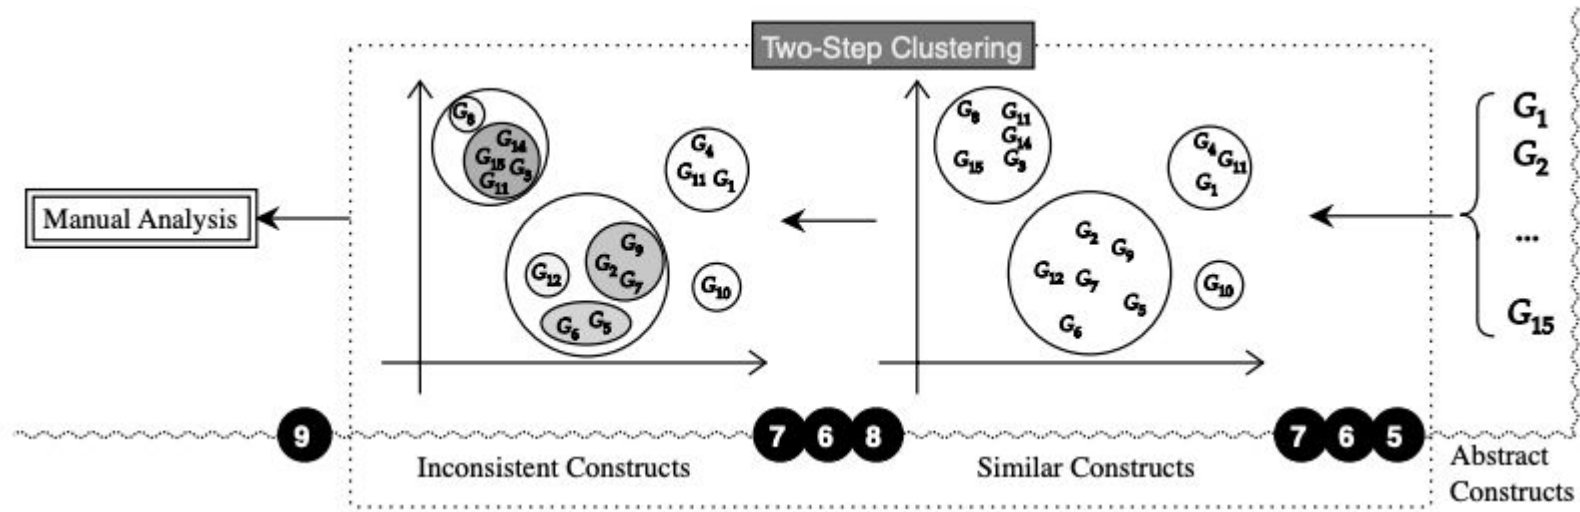 Two-Step Clustering
G8
G14
G15 G3
G11
G4
G11 G1
G9
G2
G7
G12
G6 G5
G10
G8 G11
G14
G15 G3
G4
G11
G1
G2
G9
G12 G7
G5
G6
G10
G1
G2
...
G15
Manual Analysis
9
7 6 8
7 6 5
Inconsistent Constructs
Similar Constructs
Abstract
Constructs